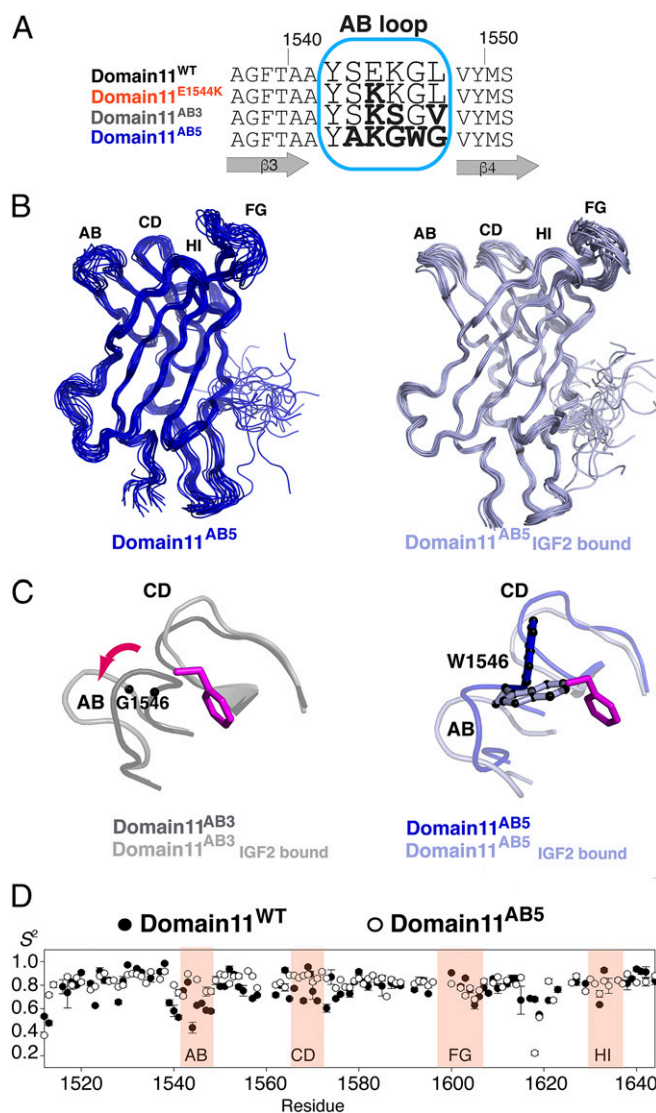 A
AB loop
1540
1550
Domain11WT AGFTAA YSEKGL VYMS
Domain11E1544K AGFTAA YSKKGL VYMS
Domain11AB3 AGFTAA YSKSGV VYMS
Domain11AB5 AGFTAA YAKGWG VYMS
β3
β4
B
AB CD HI FG
AB CD HI FG
Domain11AB5
Domain11AB5 IGF2 bound
C
CD
AB G1546
Domain11AB3
Domain11AB3 IGF2 bound
CD
W1546
AB
Domain11AB5
Domain11AB5 IGF2 bound
D
Domain11WT
Domain11AB5
S2
1.0
0.8
0.6
0.4
0.2
AB CD FG HI
1520 1540 1560 1580 1600 1620 1640
Residue